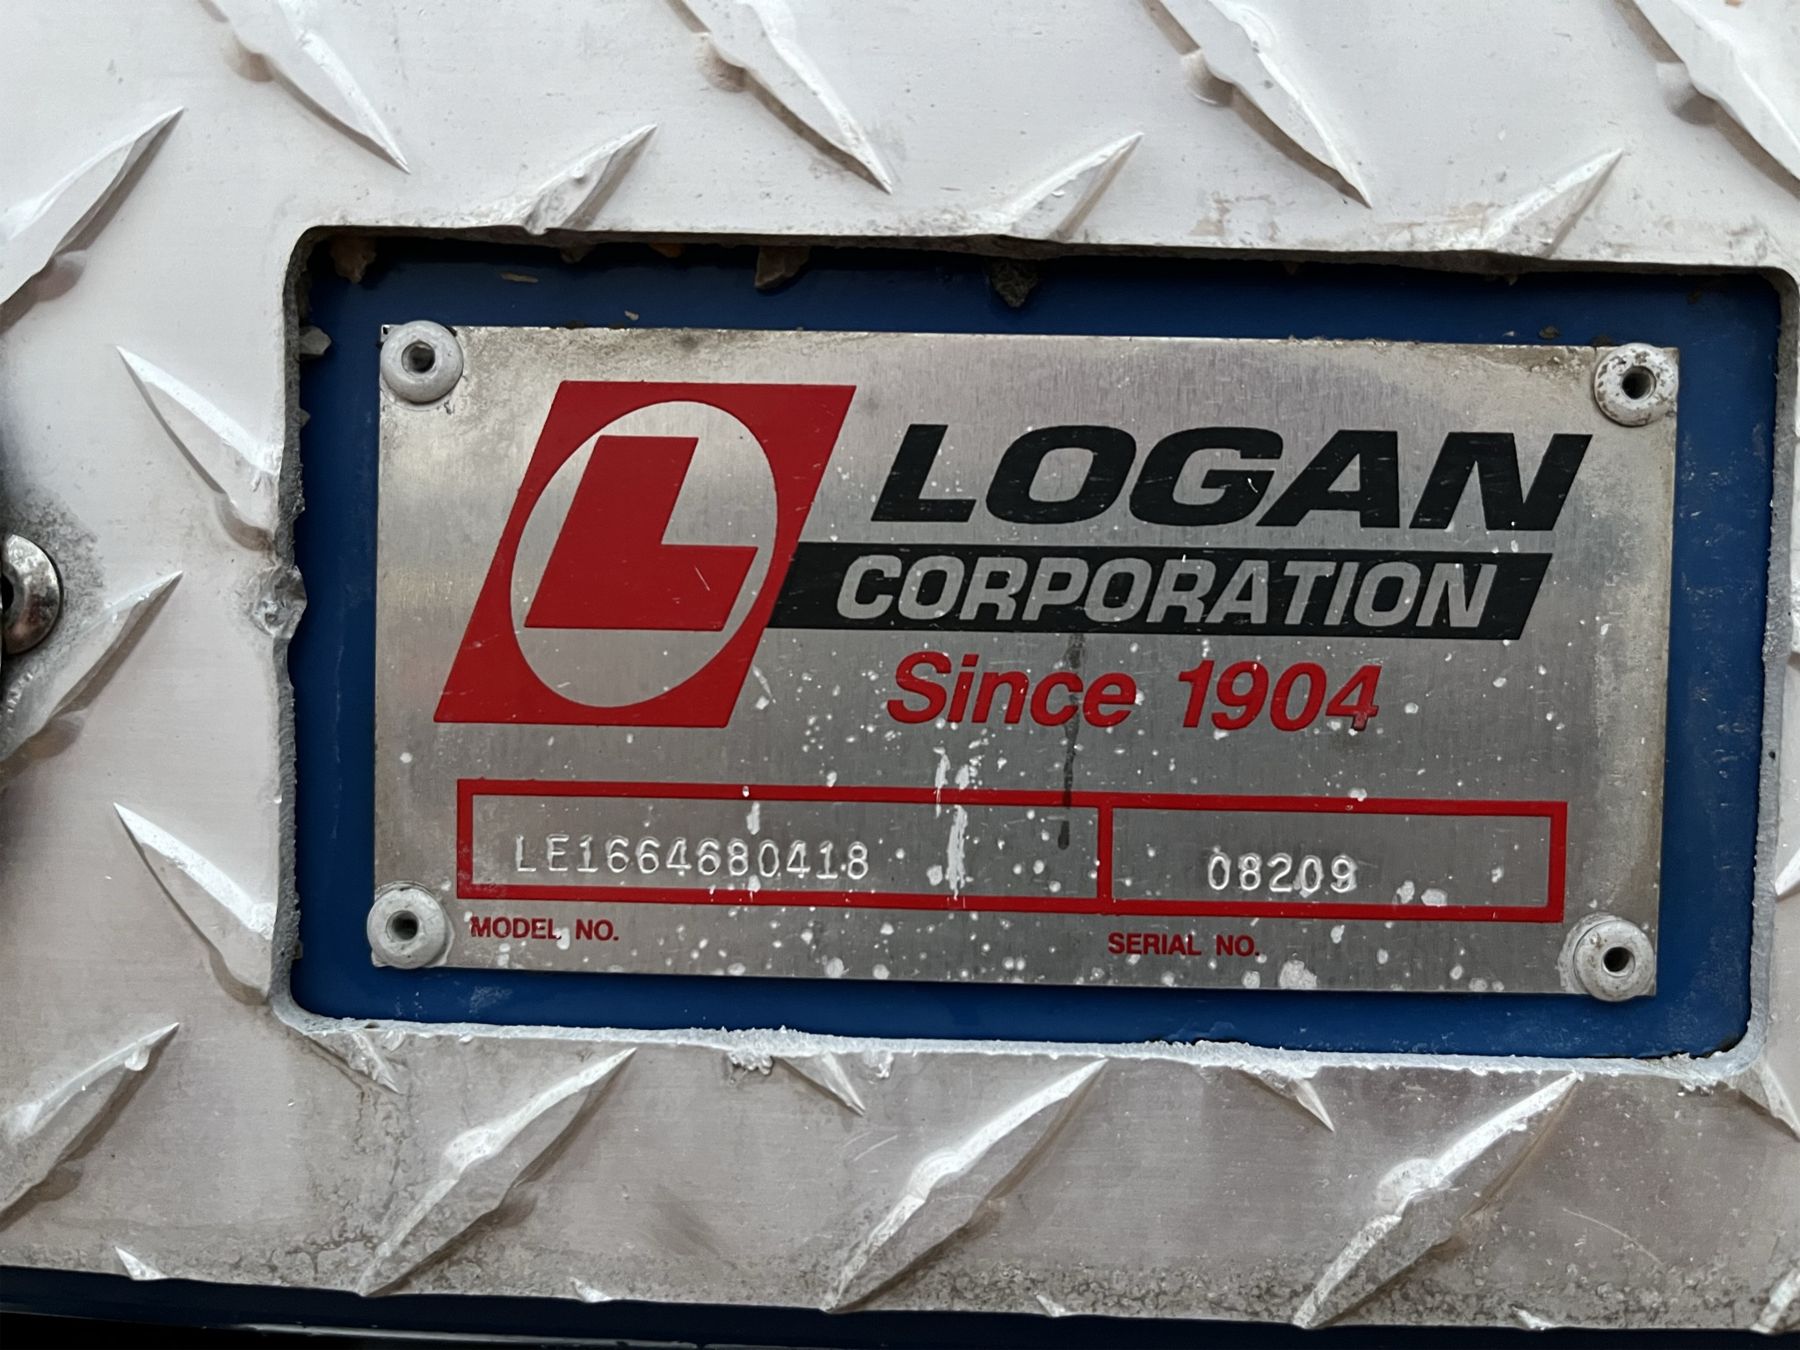 L
LOGAN
CORPORATION
Since 1904
LE1664680418
08209
MODEL NO.
SERIAL NO.